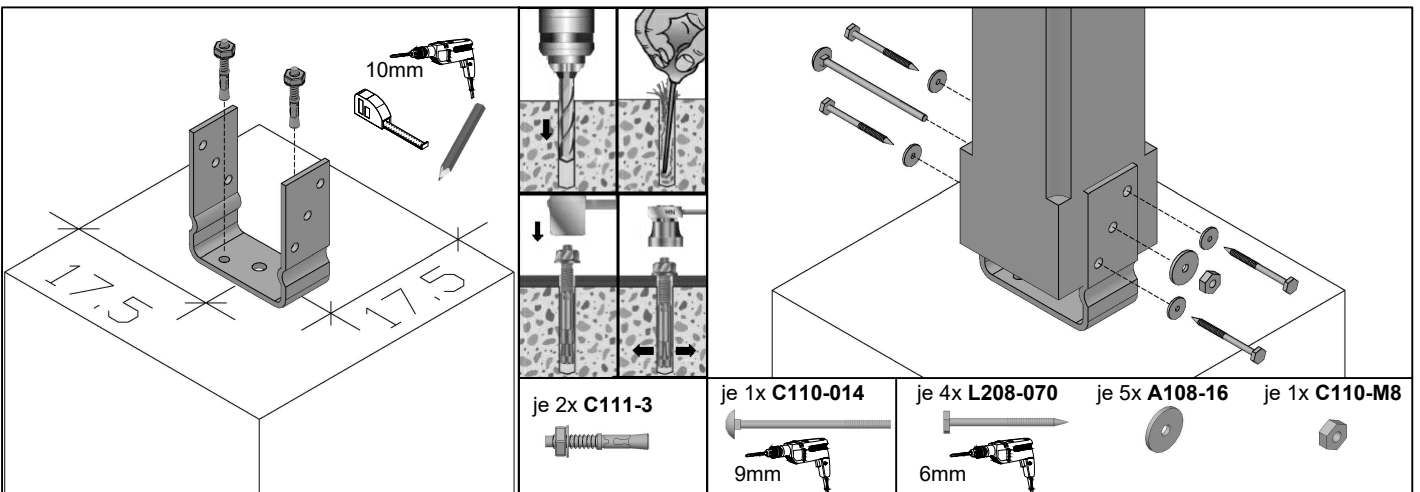 10mm
17.5
17.5
je 2x C111-3
je 1x C110-014
9mm
je 4x L208-070
6mm
je 5x A108-16
je 1x C110-M8